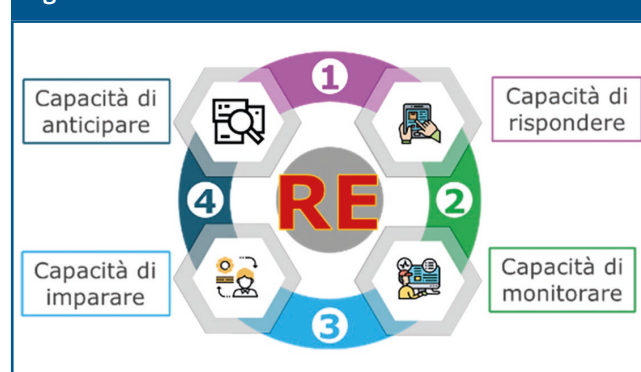 1
Capacità di
anticipare
Capacità di
rispondere
4
RE
2
Capacità di
imparare
Capacità di
monitorare
3